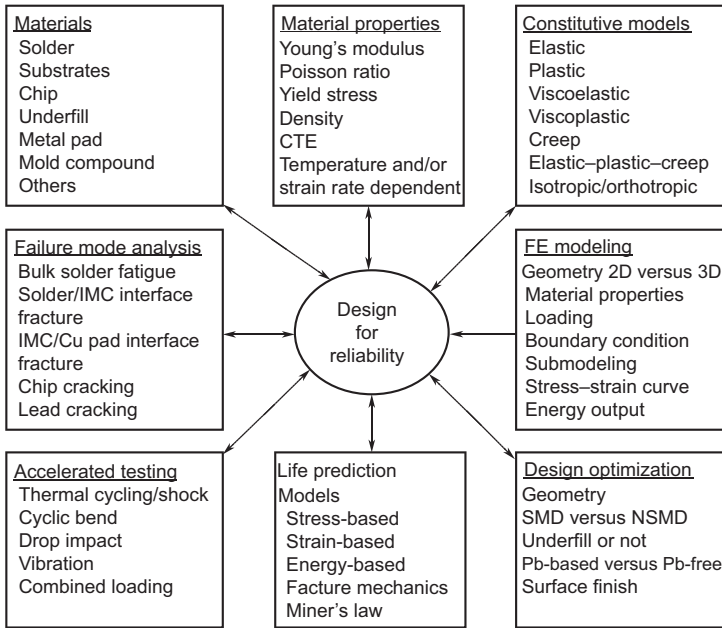 Materials
Solder
Substrates
Chip
Underfill
Metal pad
Mold compound
Others
Material properties
Young's modulus
Poisson ratio
Yield stress
Density
CTE
Temperature and/or
strain rate dependent
Constitutive models
Elastic
Plastic
Viscoelastic
Viscoplastic
Creep
Elastic–plastic–creep
Isotropic/orthotropic
Failure mode analysis
Bulk solder fatigue
Solder/IMC interface
fracture
IMC/Cu pad interface
fracture
Chip cracking
Lead cracking
Design
for
reliability
FE modeling
Geometry 2D versus 3D
Material properties
Loading
Boundary condition
Submodeling
Stress–strain curve
Energy output
Accelerated testing
Thermal cycling/shock
Cyclic bend
Drop impact
Vibration
Combined loading
Life prediction
Models
Stress-based
Strain-based
Energy-based
Facture mechanics
Miner's law
Design optimization
Geometry
SMD versus NSMD
Underfill or not
Pb-based versus Pb-free
Surface finish